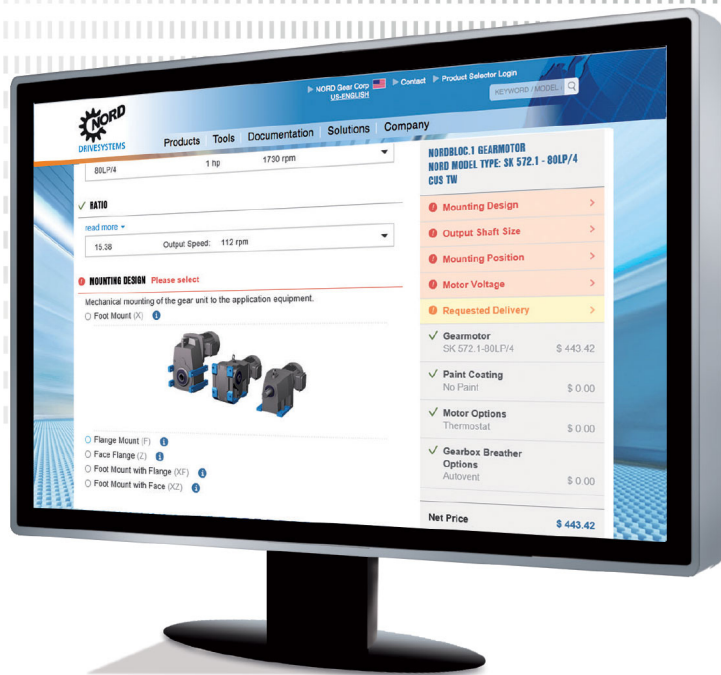 NORD Gear Corp
US-ENGLISH
Contact
Product Selector Login
KEYWORD / MODEL
NORD
DRIVESYSTEMS
Products
Tools
Documentation
Solutions
Company
80LP/4
1 hp
1730 rpm
RATIO
read more
15.38
Output Speed: 112 rpm
MOUNTING DESIGN Please select
Mechanical mounting of the gear unit to the application equipment.
Foot Mount (X)
Flange Mount (F)
Face Flange (Z)
Foot Mount with Flange (XF)
Foot Mount with Face (XZ)
NORDBLOC.1 GEARMOTOR
NORD MODEL TYPE: SK 572.1 - 80LP/4
CUS TW
Mounting Design
Output Shaft Size
Mounting Position
Motor Voltage
Requested Delivery
Gearmotor
SK 572.1-80LP/4 $ 443.42
Paint Coating
No Paint $ 0.00
Motor Options
Thermostat $ 0.00
Gearbox Breather
Options
Autovent $ 0.00
Net Price $ 443.42